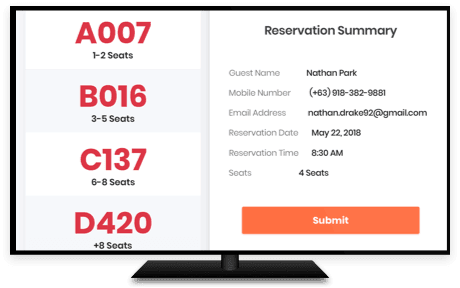 A007
1-2 Seats
B016
3-5 Seats
C137
6-8 Seats
D420
+8 Seats
Reservation Summary
Guest Name Nathan Park
Mobile Number (+63) 918-382-9881
Email Address nathan.drake92@gmail.com
Reservation Date May 22, 2018
Reservation Time 8:30 AM
Seats 4 Seats
Submit